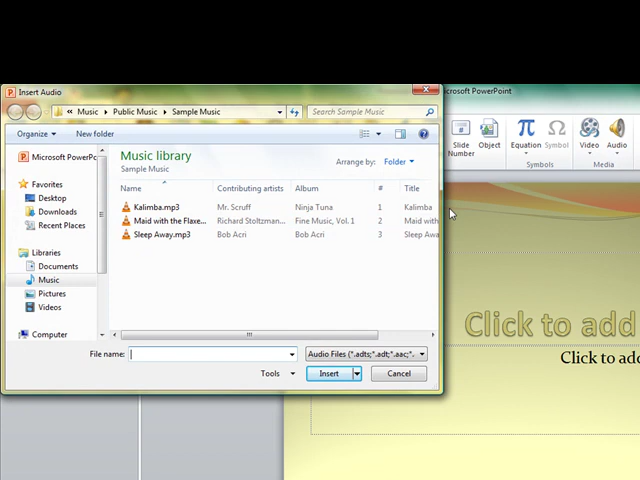 Insert Audio
icrosoft PowerPoint
« Music Public Music Sample Music
Search Sample Music
Organize New folder
Slide Number
Object
Equation
Symbol
Video
Audio
Symbols
Media
Microsoft PowerPo
Favorites
Desktop
Downloads
Recent Places
Libraries
Documents
Music
Pictures
Videos
Computer
Music library
Sample Music
Arrange by: Folder
Name Contributing artists Album # Title
Kalimba.mp3 Mr. Scruff Ninja Tuna 1 Kalimba
Maid with the Flaxe... Richard Stoltzman... Fine Music, Vol. 1 2 Maid with
Sleep Away.mp3 Bob Acri Bob Acri 3 Sleep Awa
File name:
Audio Files (*.adts;*.adt;*.aac;*.
Tools Insert Cancel
Click to add
Click to add